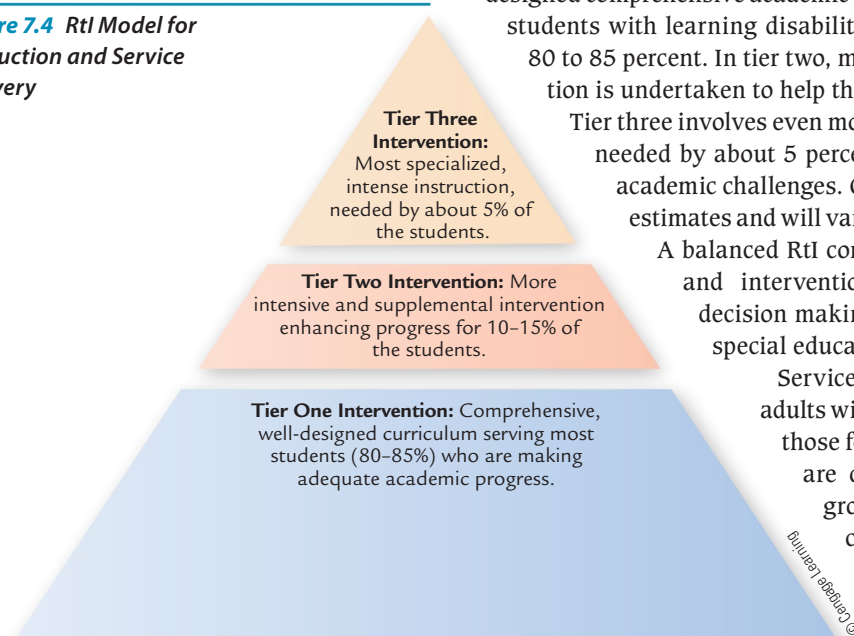 re 7.4 RtI Model for
uction and Service
very
Tier Three
Intervention:
Most specialized,
intense instruction,
needed by about 5% of
the students.
Tier Two Intervention: More
intensive and supplemental intervention
enhancing progress for 10–15% of
the students.
Tier One Intervention: Comprehensive,
well-designed curriculum serving most
students (80–85%) who are making
adequate academic progress.
designed comprehensive academic
students with learning disabilit
80 to 85 percent. In tier two, m
tion is undertaken to help th
Tier three involves even mo
needed by about 5 perce
academic challenges.
estimates and will va
A balanced RtI co
and interventio
decision makin
special educa
Service
adults wi
those f
are
gro
© Cengage Learning